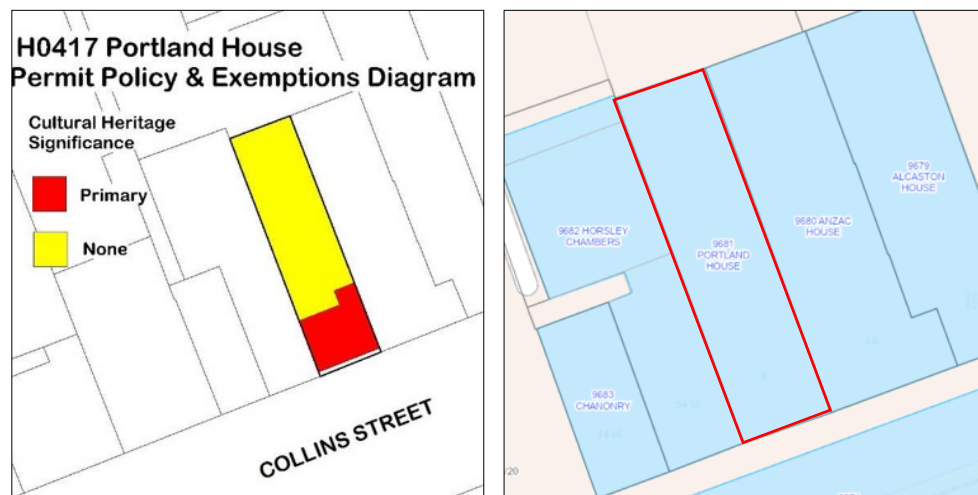 H0417 Portland House
Permit Policy & Exemptions Diagram
Cultural Heritage
Significance
Primary
None
COLLINS STREET
9679
ALCASTON
HOUSE
9680 ANZAC
HOUSE
9682 HORSLEY
CHAMBERS
9681
PORTLAND
HOUSE
9683
CHANONRY
/20